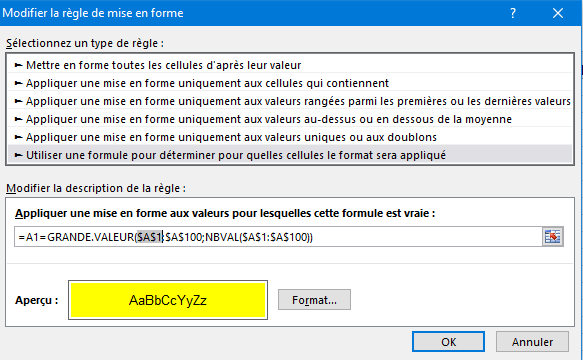 Modifier la règle de mise en forme
Sélectionnez un type de règle :
► Mettre en forme toutes les cellules d'après leur valeur
► Appliquer une mise en forme uniquement aux cellules qui contiennent
► Appliquer une mise en forme uniquement aux valeurs rangées parmi les premières ou les dernières valeurs
► Appliquer une mise en forme uniquement aux valeurs au-dessus ou en dessous de la moyenne
► Appliquer une mise en forme uniquement aux valeurs uniques ou aux doublons
► Utiliser une formule pour déterminer pour quelles cellules le format sera appliqué
Modifier la description de la règle :
Appliquer une mise en forme aux valeurs pour lesquelles cette formule est vraie :
=A1=GRANDE.VALEUR($A$1:$A$100;NBVAL($A$1:$A$100))
Aperçu :
AaBbCcYyZz
Format...
OK
Annuler